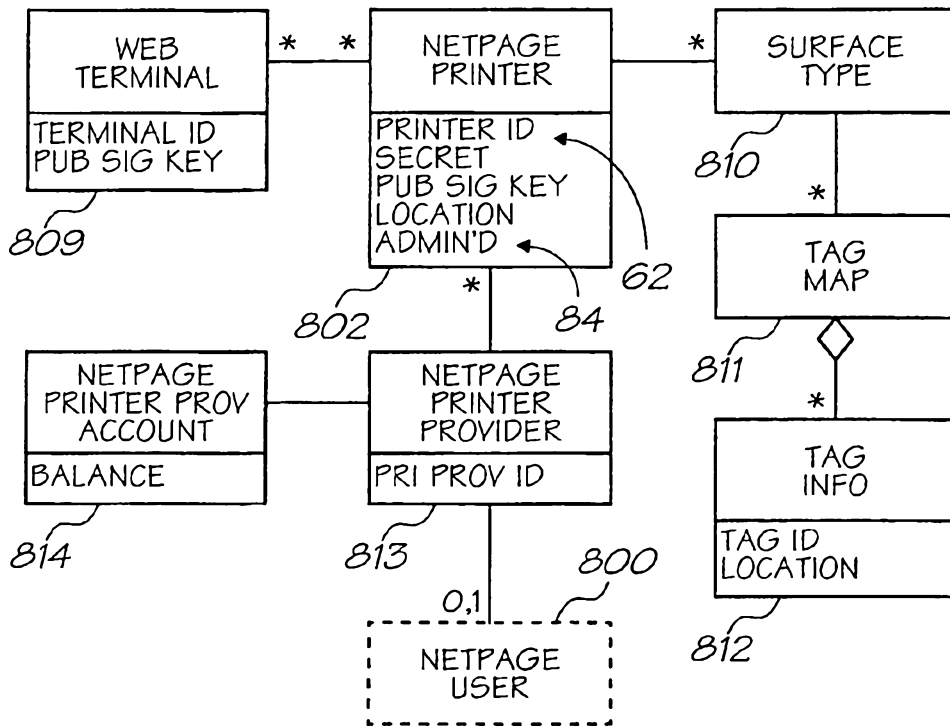 WEB
TERMINAL
TERMINAL ID
PUB SIG KEY
809
*
*
NETPAGE
PRINTER
PRINTER ID
SECRET
PUB SIG KEY
LOCATION
ADMIN'D
802
*
84
62
*
SURFACE
TYPE
810
*
TAG
MAP
811
*
TAG
INFO
TAG ID
LOCATION
812
NETPAGE
PRINTER PROV
ACCOUNT
BALANCE
814
NETPAGE
PRINTER
PROVIDER
PRI PROV ID
813
0,1
800
NETPAGE
USER